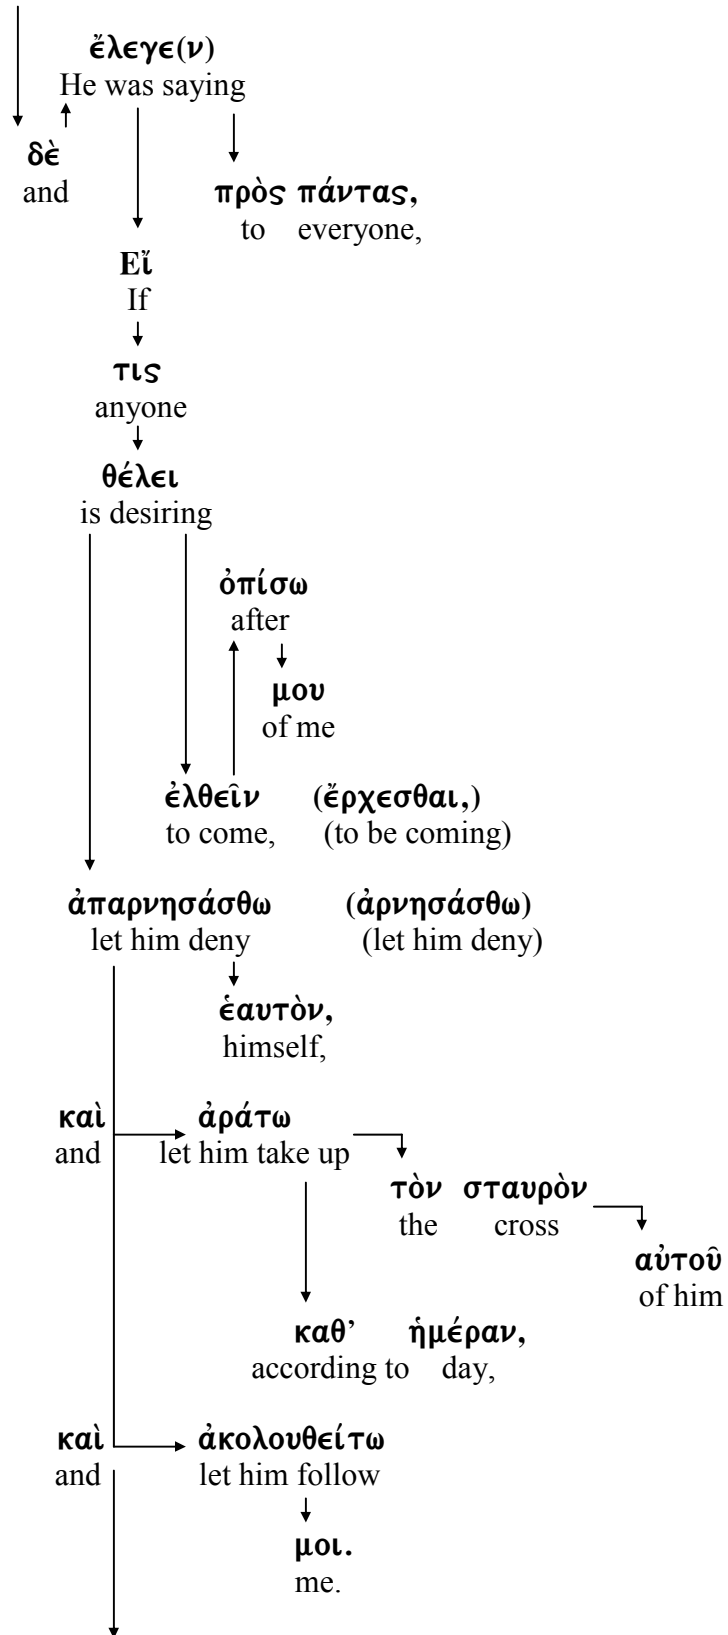 ἔλεγε(ν)
He was saying
δὲ
and
πρὸς πάντας,
to everyone,
Εἴ
If
τις
anyone
θέλει
is desiring
ὀπίσω
after
μου
of me
ἐλθεῖν (ἔρχεσθαι,)
to come, (to be coming)
ἀπαρνησάσθω (ἀρνησάσθω)
let him deny (let him deny)
ἑαυτὸν,
himself,
καὶ ἀράτω
and let him take up
τὸν σταυρὸν
the cross
αὐτοῦ
of him
καθ’ ἡμέραν,
according to day,
καὶ ἀκολουθείτω
and let him follow
μοι.
me.